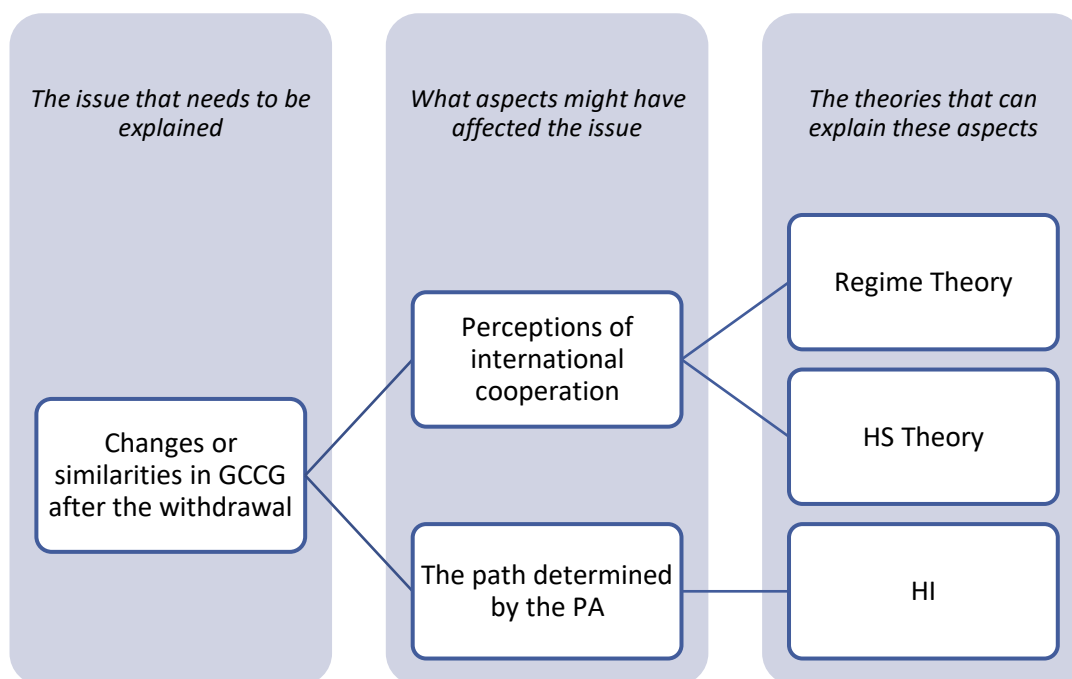 The issue that needs to be
explained
What aspects might have
affected the issue
The theories that can
explain these aspects
Changes or
similarities in GCCG
after the withdrawal
Perceptions of
international
cooperation
The path determined
by the PA
Regime Theory
HS Theory
HI